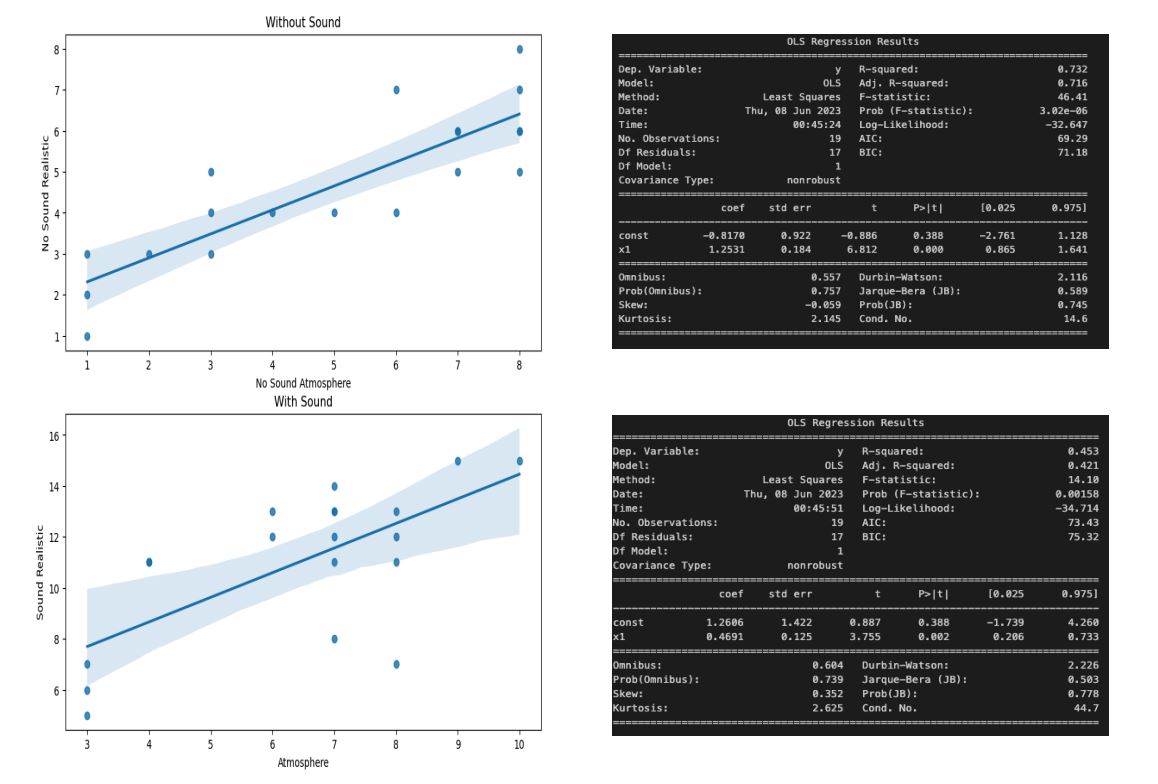 Without Sound
8
7
6
5
4
3
2
1
No Sound Realistic
1 2 3 4 5 6 7 8
No Sound Atmosphere
OLS Regression Results
Dep. Variable: y R-squared: 0.732
Model: OLS Adj. R-squared: 0.716
Method: Least Squares F-statistic: 46.41
Date: Thu, 08 Jun 2023 Prob (F-statistic): 3.02e-06
Time: 00:45:24 Log-Likelihood: -32.647
No. Observations: 19 AIC: 69.29
Df Residuals: 17 BIC: 71.18
Df Model: 1
Covariance Type: nonrobust
coef std err t P>|t| [0.025 0.975]
const -0.8170 0.922 -0.886 0.388 -2.761 1.128
x1 1.2531 0.184 6.812 0.000 0.865 1.641
Omnibus: 0.557 Durbin-Watson: 2.116
Prob(Omnibus): 0.757 Jarque-Bera (JB): 0.589
Skew: -0.059 Prob(JB): 0.745
Kurtosis: 2.145 Cond. No. 14.6
With Sound
16
14
12
10
8
6
Sound Realistic
3 4 5 6 7 8 9 10
Atmosphere
OLS Regression Results
Dep. Variable: y R-squared: 0.453
Model: OLS Adj. R-squared: 0.421
Method: Least Squares F-statistic: 14.10
Date: Thu, 08 Jun 2023 Prob (F-statistic): 0.00158
Time: 00:45:51 Log-Likelihood: -34.714
No. Observations: 19 AIC: 73.43
Df Residuals: 17 BIC: 75.32
Df Model: 1
Covariance Type: nonrobust
coef std err t P>|t| [0.025 0.975]
const 1.2606 1.422 0.887 0.388 -1.739 4.260
x1 0.4691 0.125 3.755 0.002 0.206 0.733
Omnibus: 0.604 Durbin-Watson: 2.226
Prob(Omnibus): 0.739 Jarque-Bera (JB): 0.503
Skew: 0.352 Prob(JB): 0.778
Kurtosis: 2.625 Cond. No. 44.7